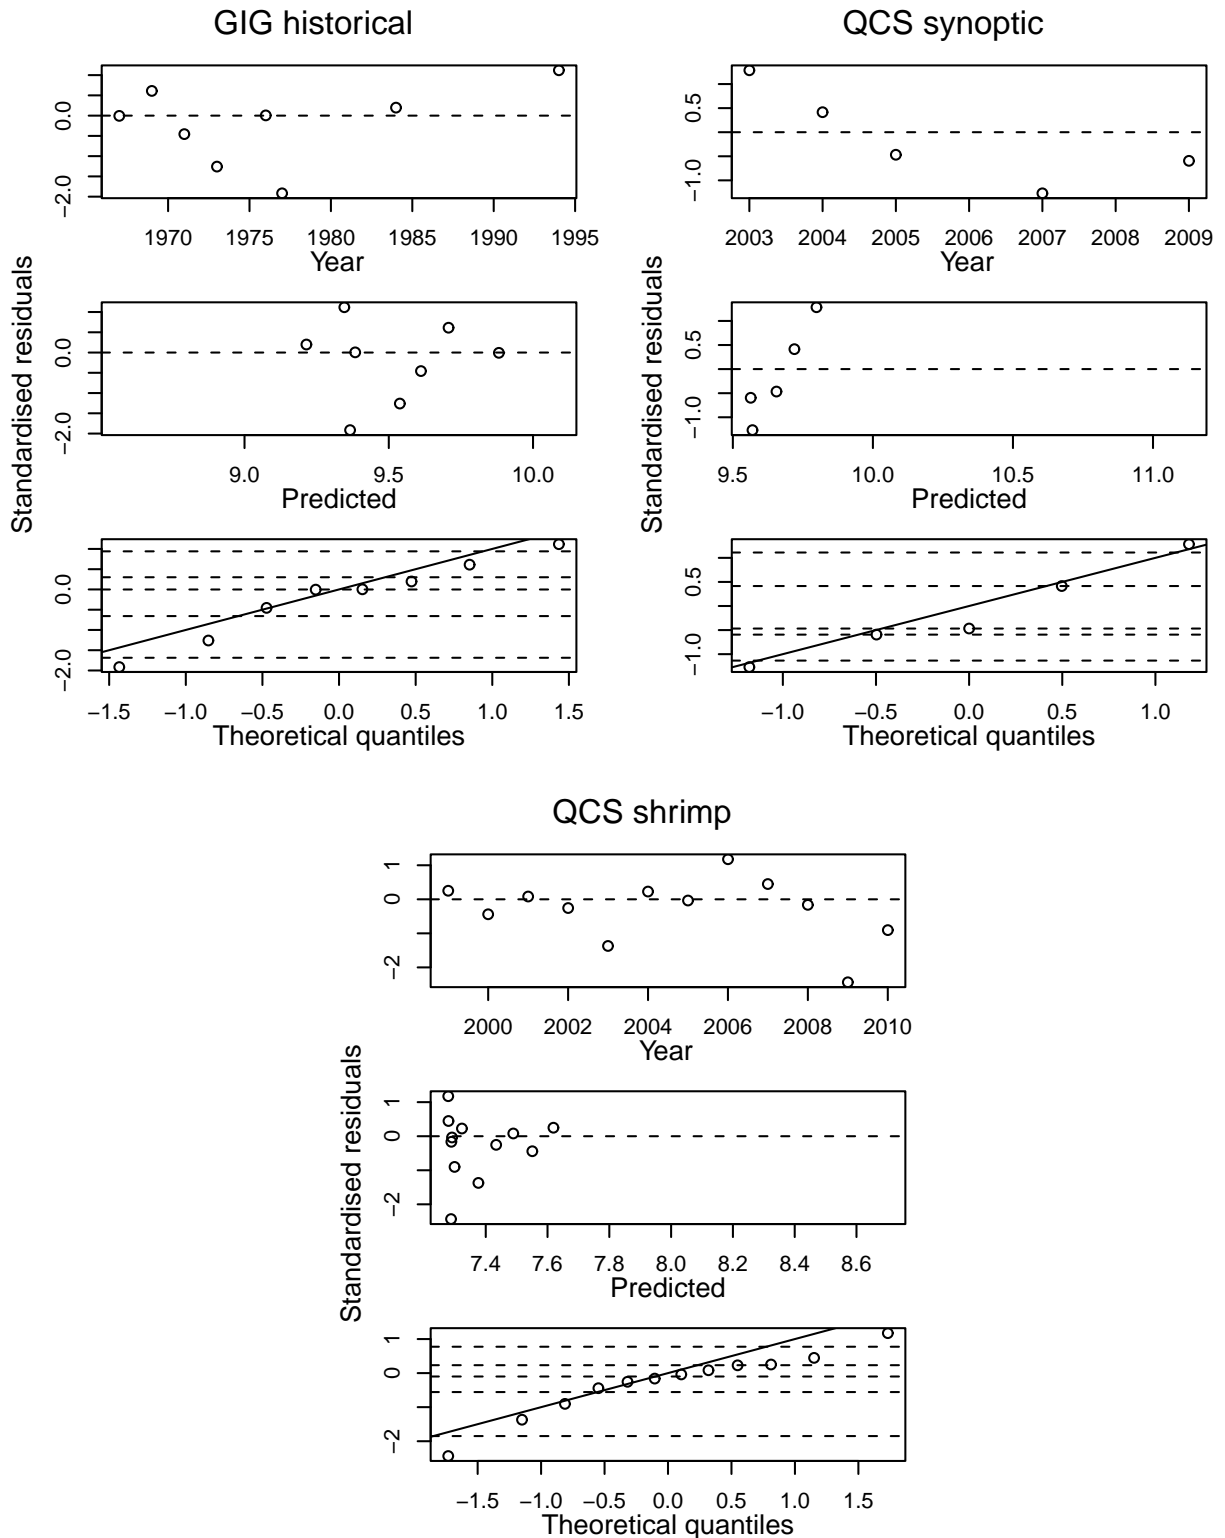 GIG historical
0.0
−2.0
1970 1975 1980 1985 1990 1995
Year
0.0
−2.0
9.0 9.5 10.0
Predicted
0.0
−2.0
−1.5 −1.0 −0.5 0.0 0.5 1.0 1.5
Theoretical quantiles
Standardised residuals
QCS synoptic
0.5
−1.0
2003 2004 2005 2006 2007 2008 2009
Year
0.5
−1.0
9.5 10.0 10.5 11.0
Predicted
0.5
−1.0
−1.0 −0.5 0.0 0.5 1.0
Theoretical quantiles
Standardised residuals
QCS shrimp
1
0
−2
2000 2002 2004 2006 2008 2010
Year
1
0
−2
7.4 7.6 7.8 8.0 8.2 8.4 8.6
Predicted
1
0
−2
−1.5 −1.0 −0.5 0.0 0.5 1.0 1.5
Theoretical quantiles
Standardised residuals